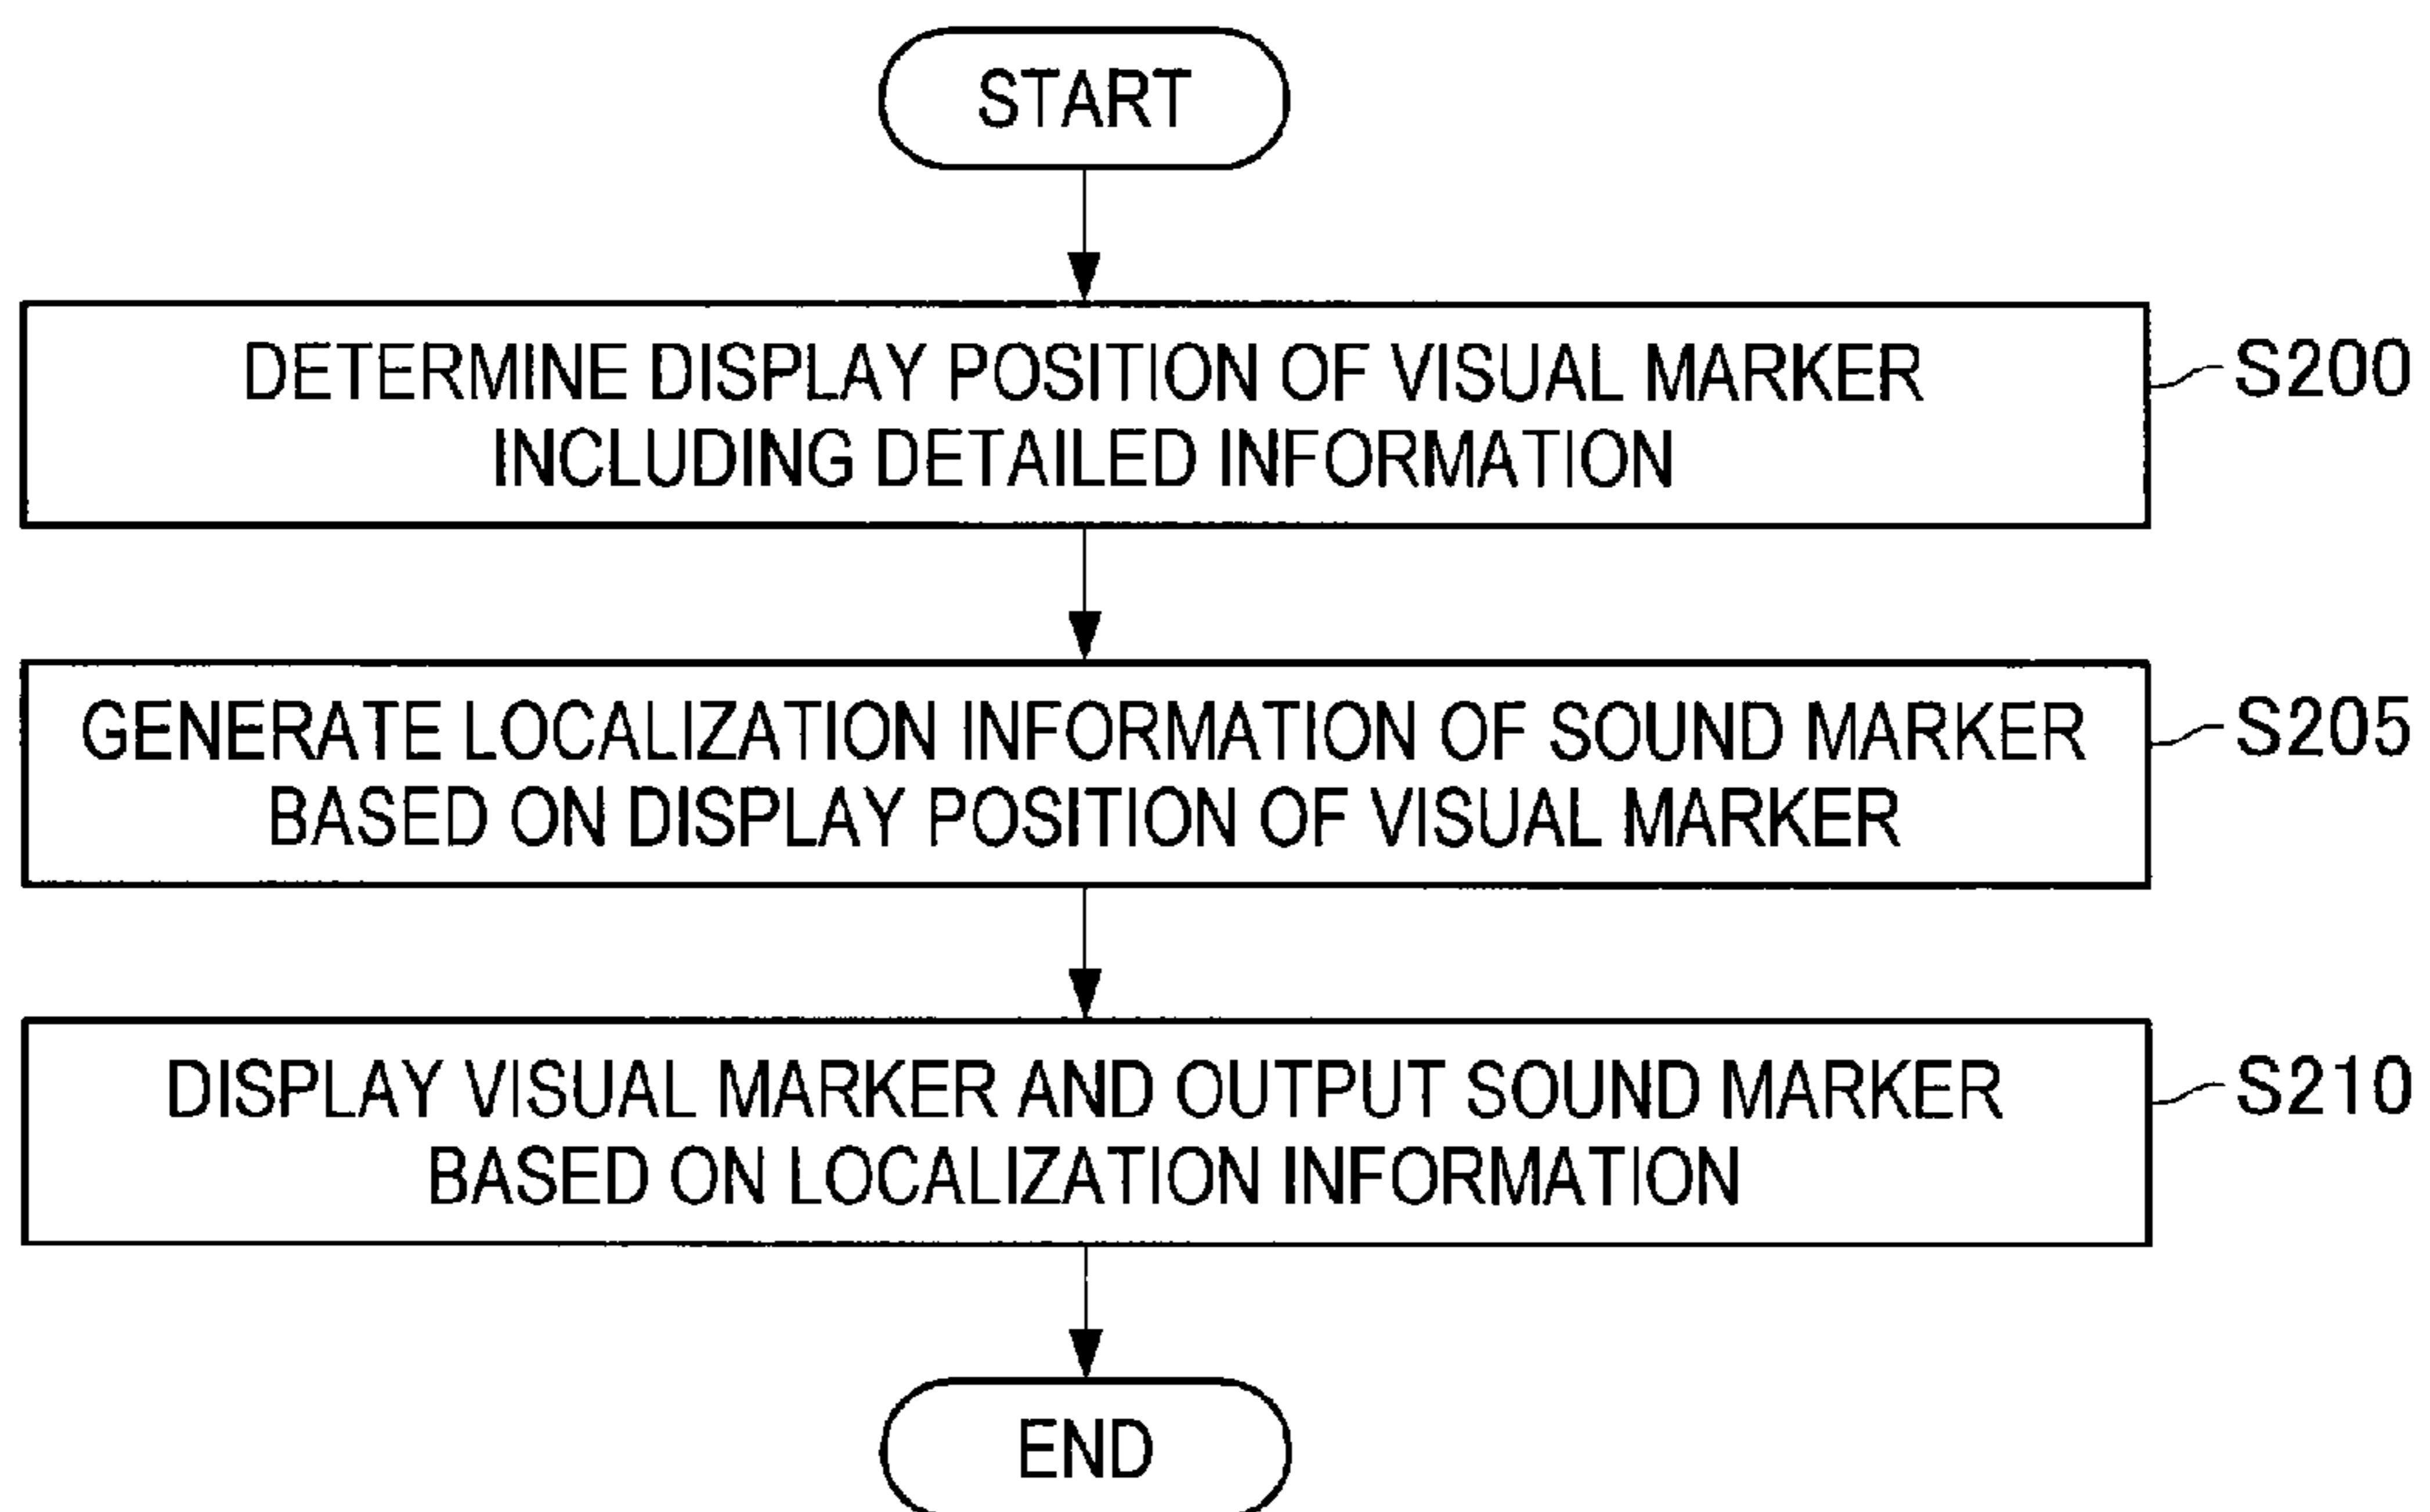 START
DETERMINE DISPLAY POSITION OF VISUAL MARKER
INCLUDING DETAILED INFORMATION
S200
GENERATE LOCALIZATION INFORMATION OF SOUND MARKER
BASED ON DISPLAY POSITION OF VISUAL MARKER
S205
DISPLAY VISUAL MARKER AND OUTPUT SOUND MARKER
BASED ON LOCALIZATION INFORMATION
S210
END